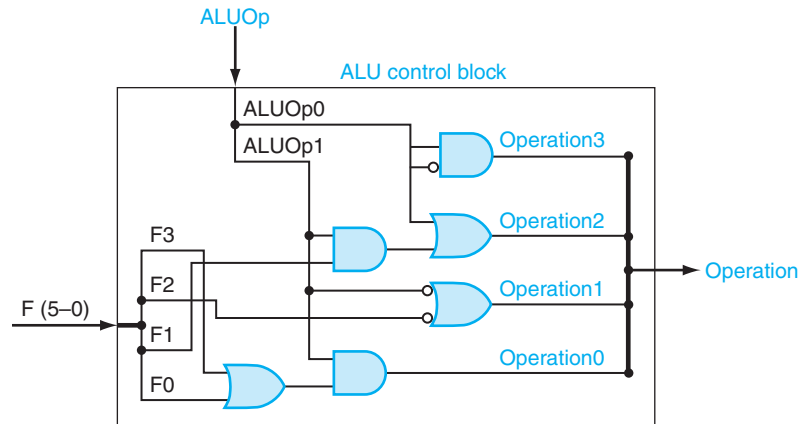 ALUOp
ALU control block
ALUOp0
ALUOp1
Operation3
Operation2
F3
F2
Operation1
Operation
F (5–0)
F1
F0
Operation0